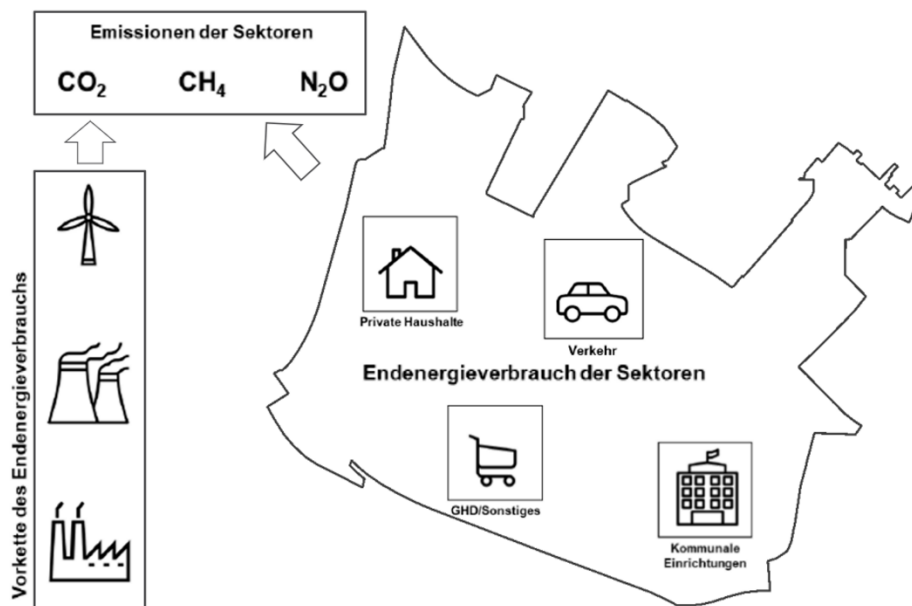 Emissionen der Sektoren
CO₂ CH₄ N₂O
Vorkette des Endenergieverbrauchs
Private Haushalte
Verkehr
Endenergieverbrauch der Sektoren
GHD/Sonstiges
Kommunale
Einrichtungen